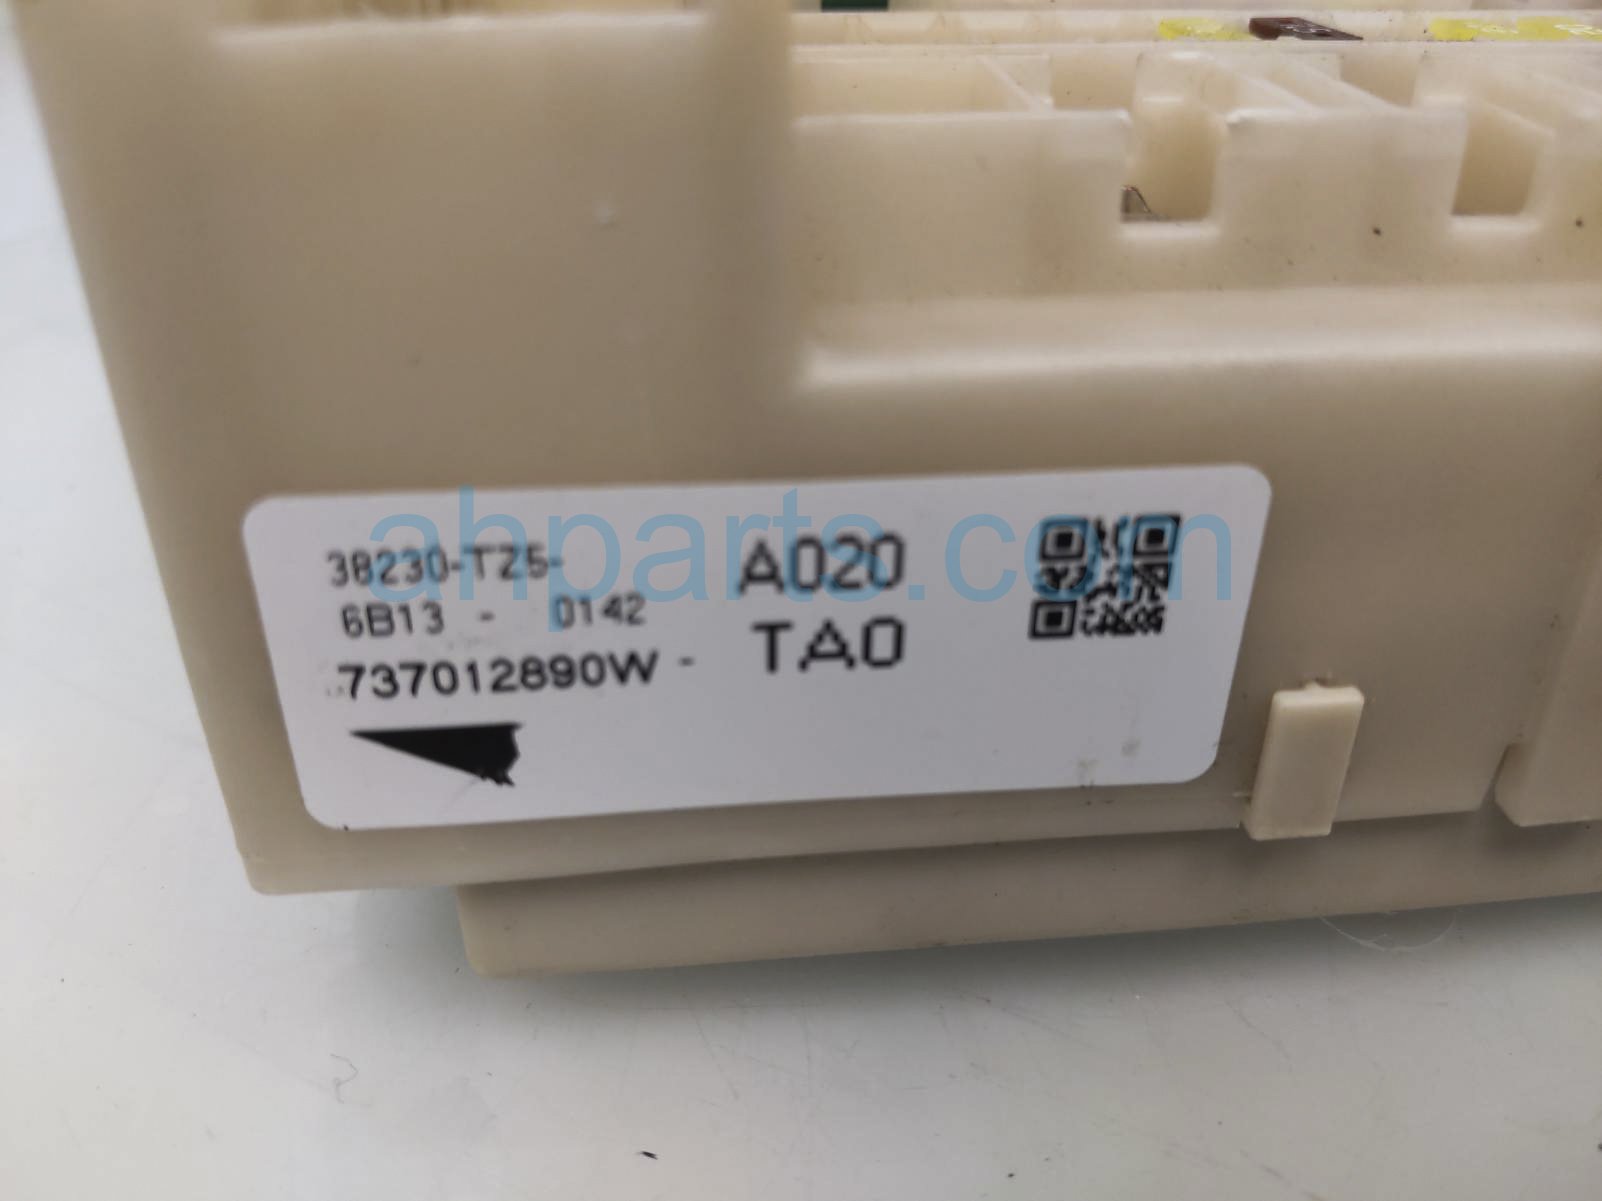 38230-TZ5- A020
6B13 - 0142
737012890W - TA0
ahparts.com